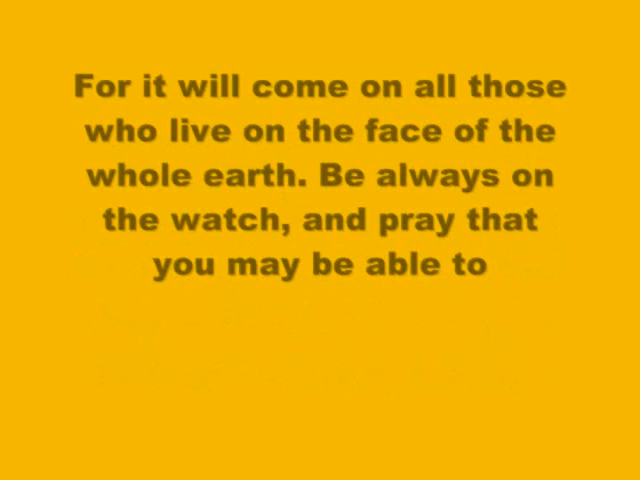 For it will come on all those
who live on the face of the
whole earth. Be always on
the watch, and pray that
you may be able to